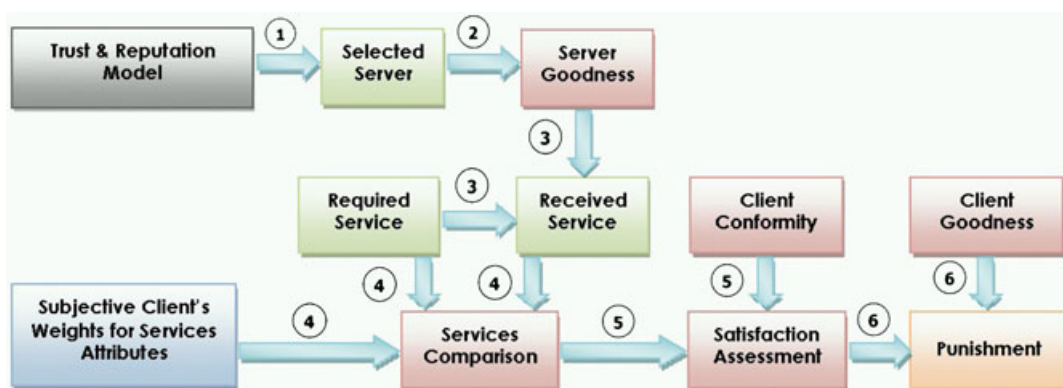 Trust & Reputation
Model
1
Selected
Server
2
Server
Goodness
3
Required
Service
3
Received
Service
Client
Conformity
Client
Goodness
4
4
5
6
Subjective Client's
Weights for Services
Attributes
4
Services
Comparison
5
Satisfaction
Assessment
6
Punishment